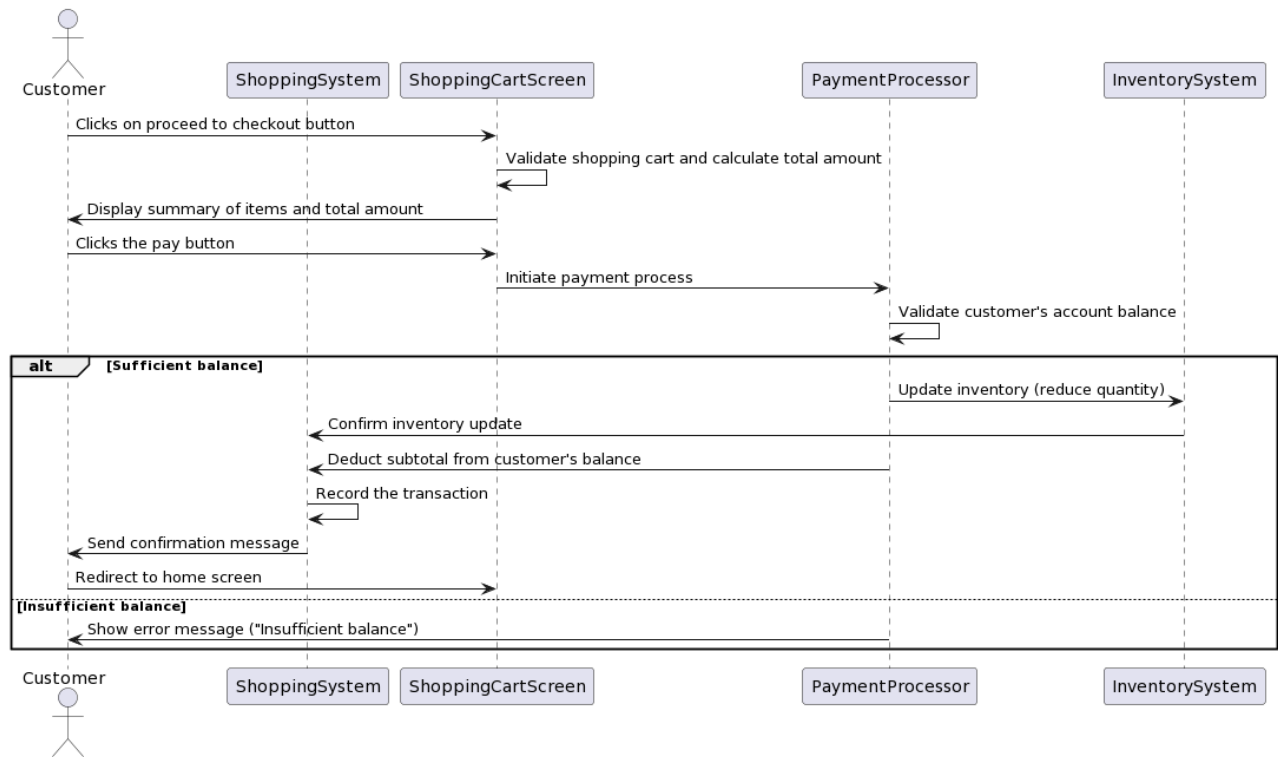 Customer
ShoppingSystem
ShoppingCartScreen
PaymentProcessor
InventorySystem
Clicks on proceed to checkout button
Validate shopping cart and calculate total amount
Display summary of items and total amount
Clicks the pay button
Initiate payment process
Validate customer's account balance
alt
[Sufficient balance]
Update inventory (reduce quantity)
Confirm inventory update
Deduct subtotal from customer's balance
Record the transaction
Send confirmation message
Redirect to home screen
[Insufficient balance]
Show error message ("Insufficient balance")
Customer
ShoppingSystem
ShoppingCartScreen
PaymentProcessor
InventorySystem